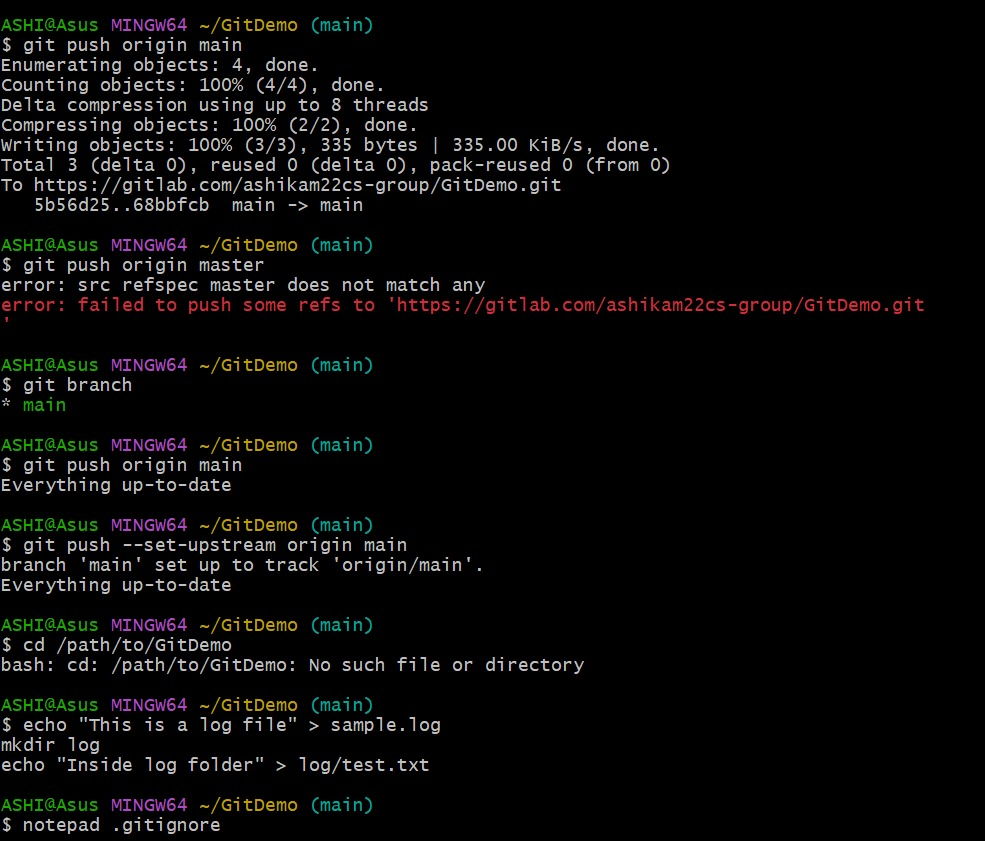 ASHI@Asus MINGW64 ~/GitDemo (main)
$ git push origin main
Enumerating objects: 4, done.
Counting objects: 100% (4/4), done.
Delta compression using up to 8 threads
Compressing objects: 100% (2/2), done.
Writing objects: 100% (3/3), 335 bytes | 335.00 KiB/s, done.
Total 3 (delta 0), reused 0 (delta 0), pack-reused 0 (from 0)
To https://gitlab.com/ashikam22cs-group/GitDemo.git
   5b56d25..68bbfcb  main -> main

ASHI@Asus MINGW64 ~/GitDemo (main)
$ git push origin master
error: src refspec master does not match any
error: failed to push some refs to 'https://gitlab.com/ashikam22cs-group/GitDemo.git
'

ASHI@Asus MINGW64 ~/GitDemo (main)
$ git branch
* main

ASHI@Asus MINGW64 ~/GitDemo (main)
$ git push origin main
Everything up-to-date

ASHI@Asus MINGW64 ~/GitDemo (main)
$ git push --set-upstream origin main
branch 'main' set up to track 'origin/main'.
Everything up-to-date

ASHI@Asus MINGW64 ~/GitDemo (main)
$ cd /path/to/GitDemo
bash: cd: /path/to/GitDemo: No such file or directory

ASHI@Asus MINGW64 ~/GitDemo (main)
$ echo "This is a log file" > sample.log
mkdir log
echo "Inside log folder" > log/test.txt

ASHI@Asus MINGW64 ~/GitDemo (main)
$ notepad .gitignore